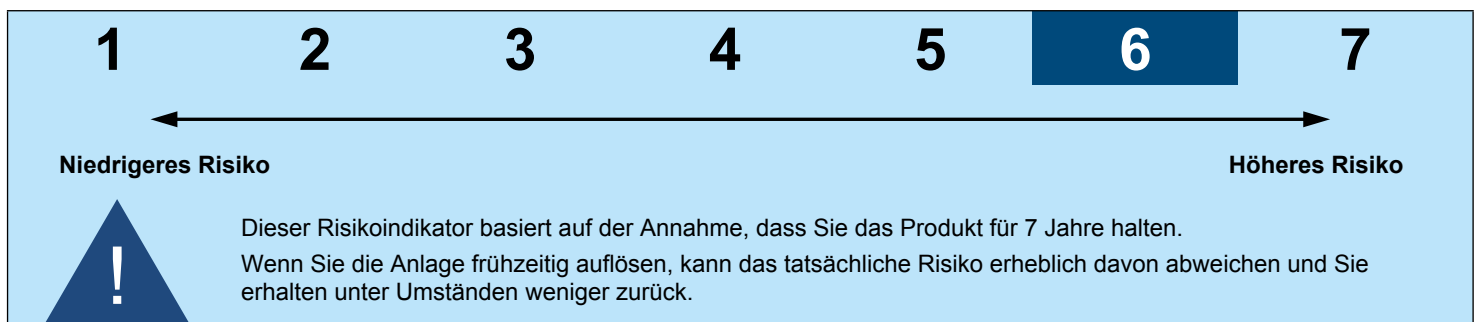 1 2 3 4 5 6 7
Niedrigeres Risiko Höheres Risiko
!
Dieser Risikoindikator basiert auf der Annahme, dass Sie das Produkt für 7 Jahre halten.
Wenn Sie die Anlage frühzeitig auflösen, kann das tatsächliche Risiko erheblich davon abweichen und Sie
erhalten unter Umständen weniger zurück.